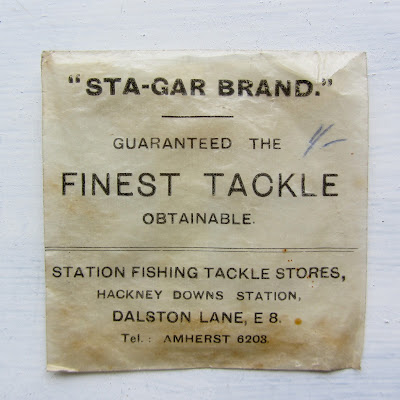 "STA-GAR BRAND."
GUARANTEED THE
FINEST TACKLE
OBTAINABLE.
STATION FISHING TACKLE STORES,
HACKNEY DOWNS STATION,
DALSTON LANE, E 8.
Tel.: AMHERST 6203.